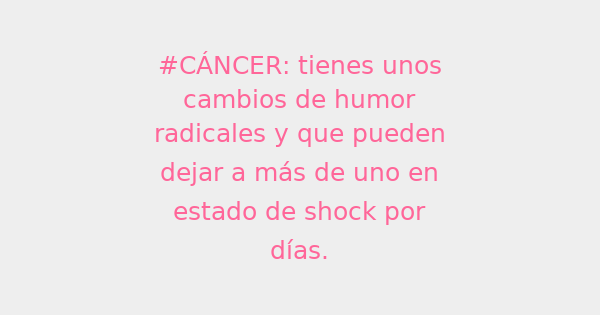 #CÁNCER: tienes unos
cambios de humor
radicales y que pueden
dejar a más de uno en
estado de shock por
días.